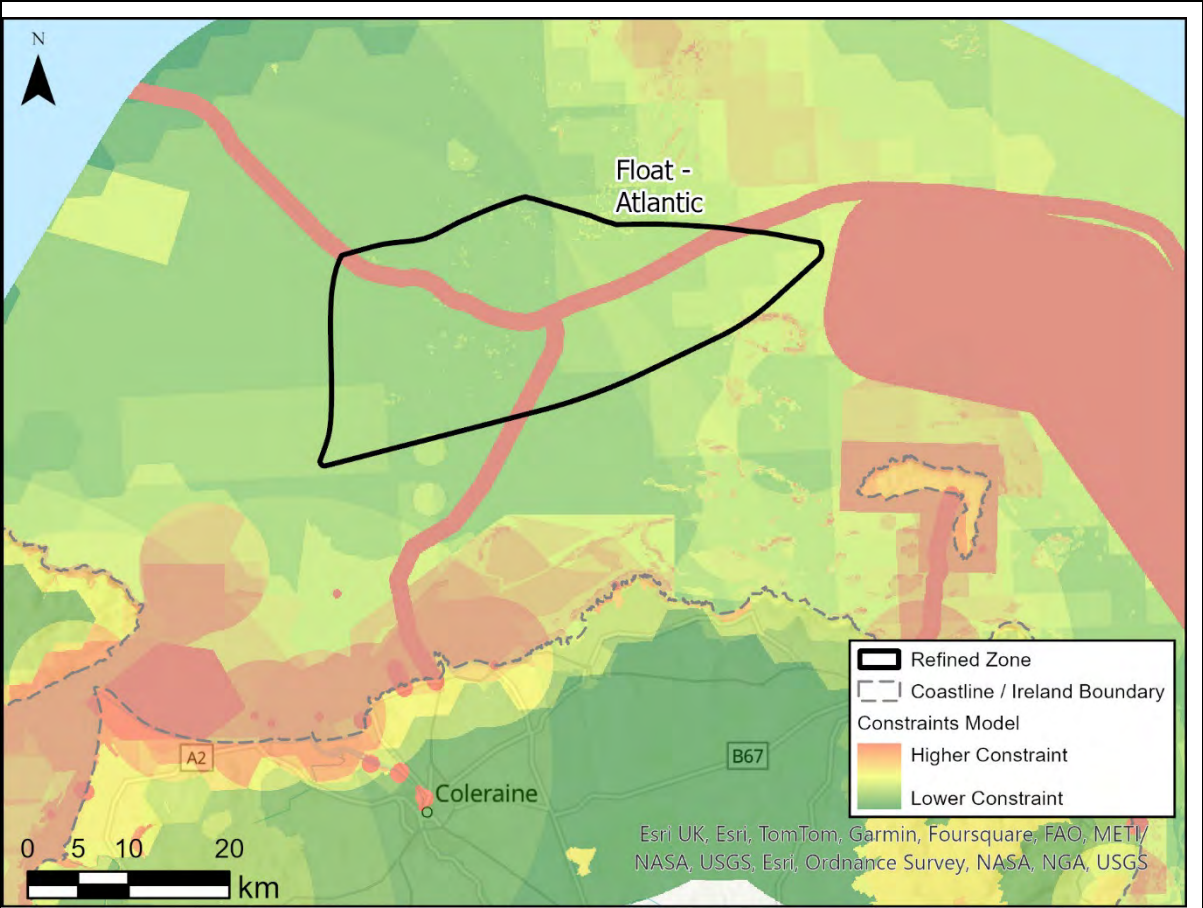 N
Float -
Atlantic
A2
B67
Coleraine
Refined Zone
Coastline / Ireland Boundary
Constraints Model
Higher Constraint
Lower Constraint
0 5 10 20
km
Esri UK, Esri, TomTom, Garmin, Foursquare, FAO, METI/
NASA, USGS, Esri, Ordnance Survey, NASA, NGA, USGS